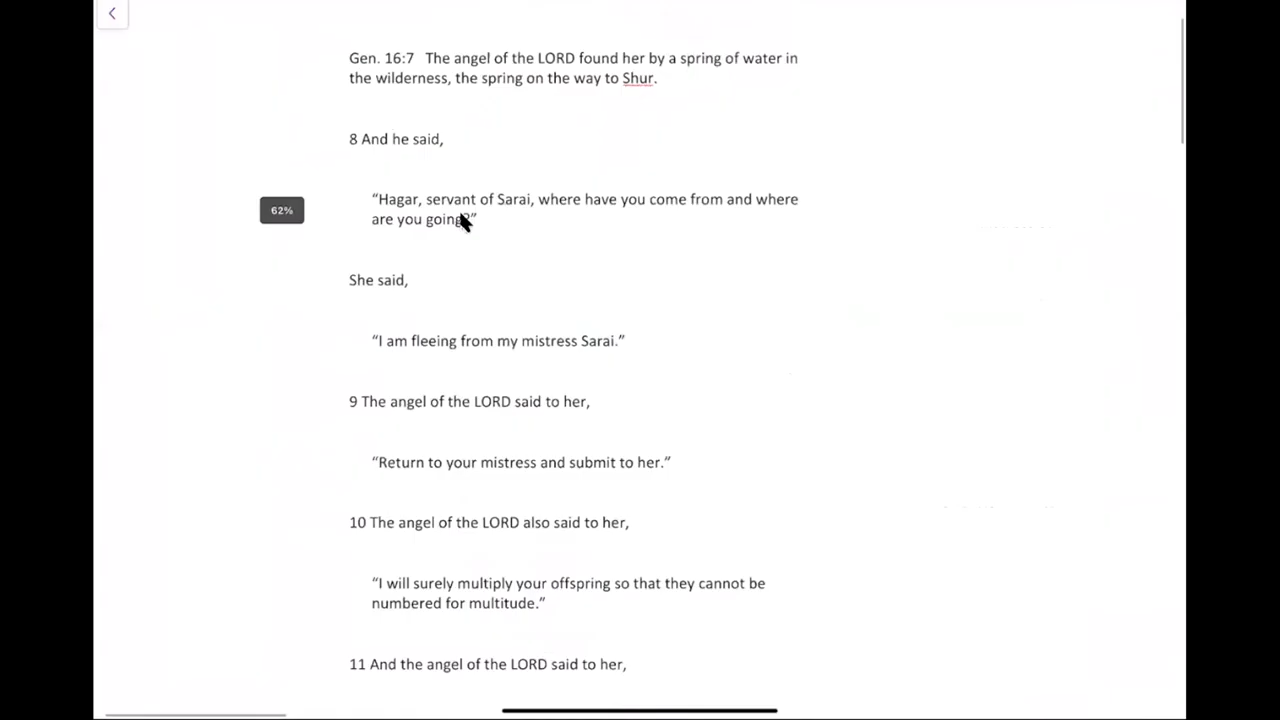 Gen. 16:7   The angel of the LORD found her by a spring of water in
the wilderness, the spring on the way to Shur.
8 And he said,
“Hagar, servant of Sarai, where have you come from and where
are you going?”
62%
She said,
“I am fleeing from my mistress Sarai.”
9 The angel of the LORD said to her,
“Return to your mistress and submit to her.”
10 The angel of the LORD also said to her,
“I will surely multiply your offspring so that they cannot be
numbered for multitude.”
11 And the angel of the LORD said to her,